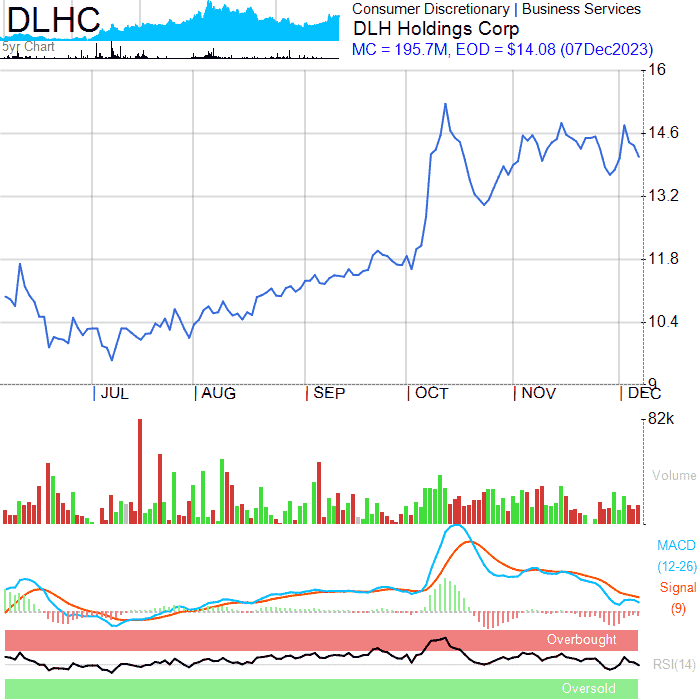 DLHC
5yr Chart
Consumer Discretionary | Business Services
DLH Holdings Corp
MC = 195.7M, EOD = $14.08 (07Dec2023)
16
14.6
13.2
11.8
10.4
9
JUL AUG SEP OCT NOV DEC
82k
Volume
MACD
(12-26)
Signal
(9)
Overbought
RSI(14)
Oversold